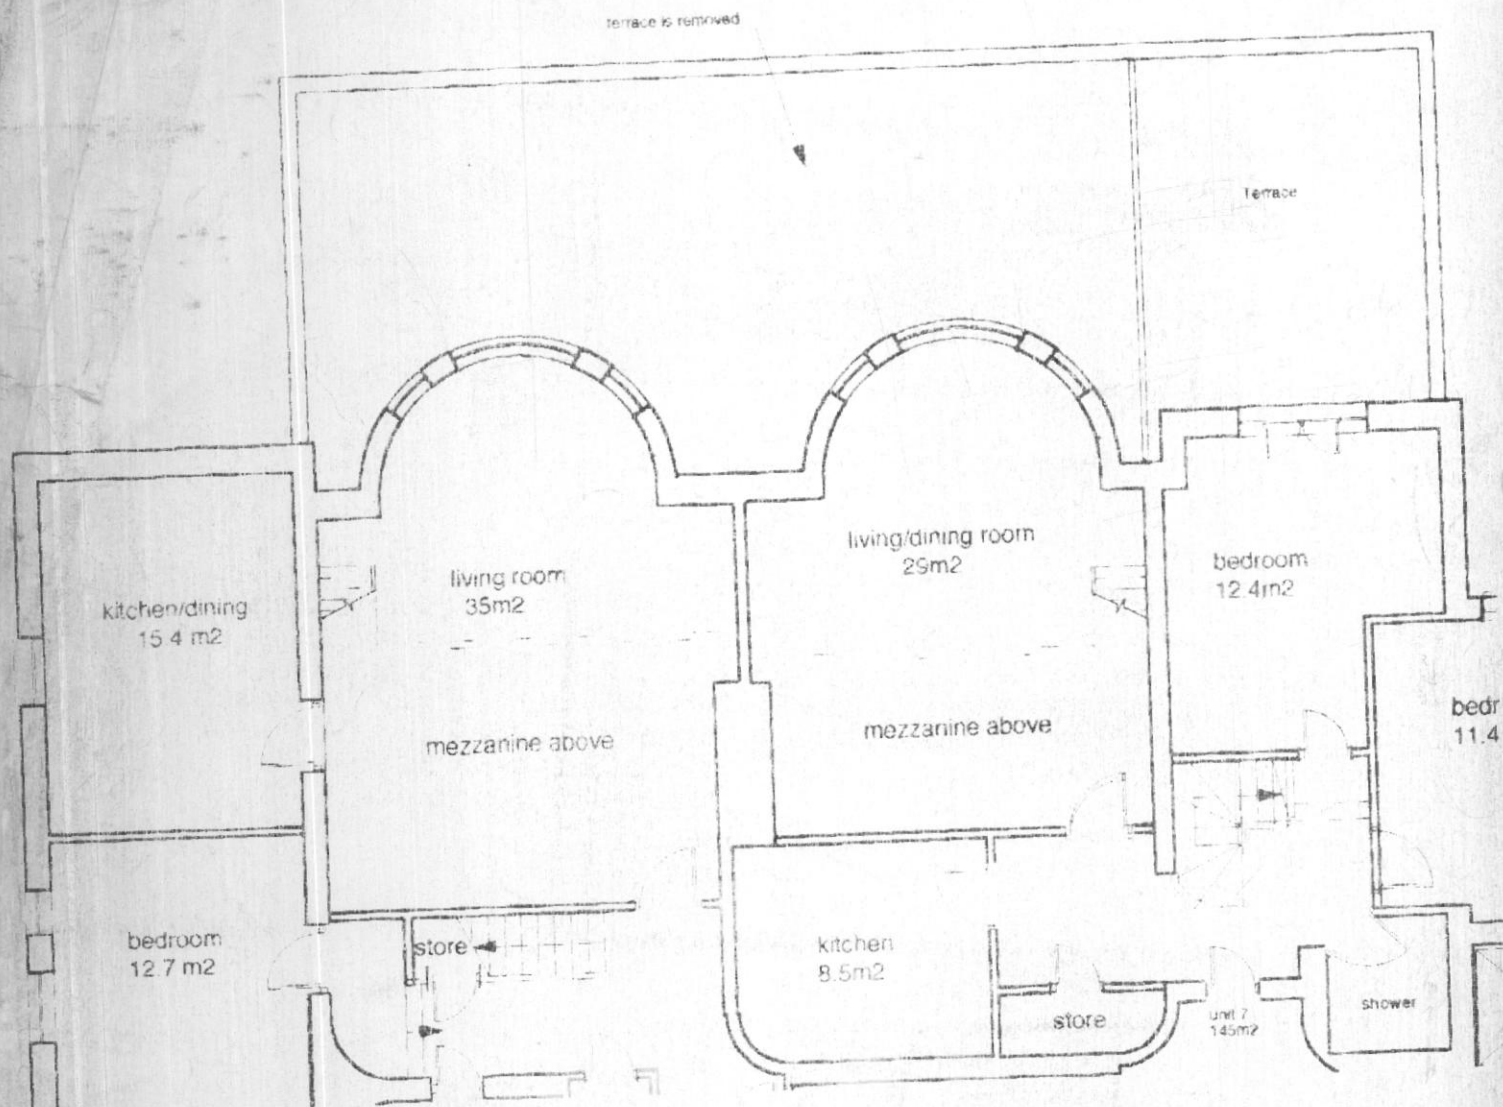 terrace is removed
Terrace
living/dining room
29m2
bedroom
12.4m2
living room
35m2
kitchen/dining
15.4 m2
bedr
11.4
mezzanine above
mezzanine above
bedroom
12.7 m2
store
kitchen
8.5m2
store
unit 7
145m2
shower